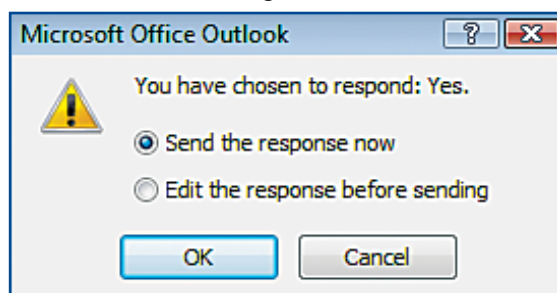 Microsoft Office Outlook
You have chosen to respond: Yes.
Send the response now
Edit the response before sending
OK Cancel